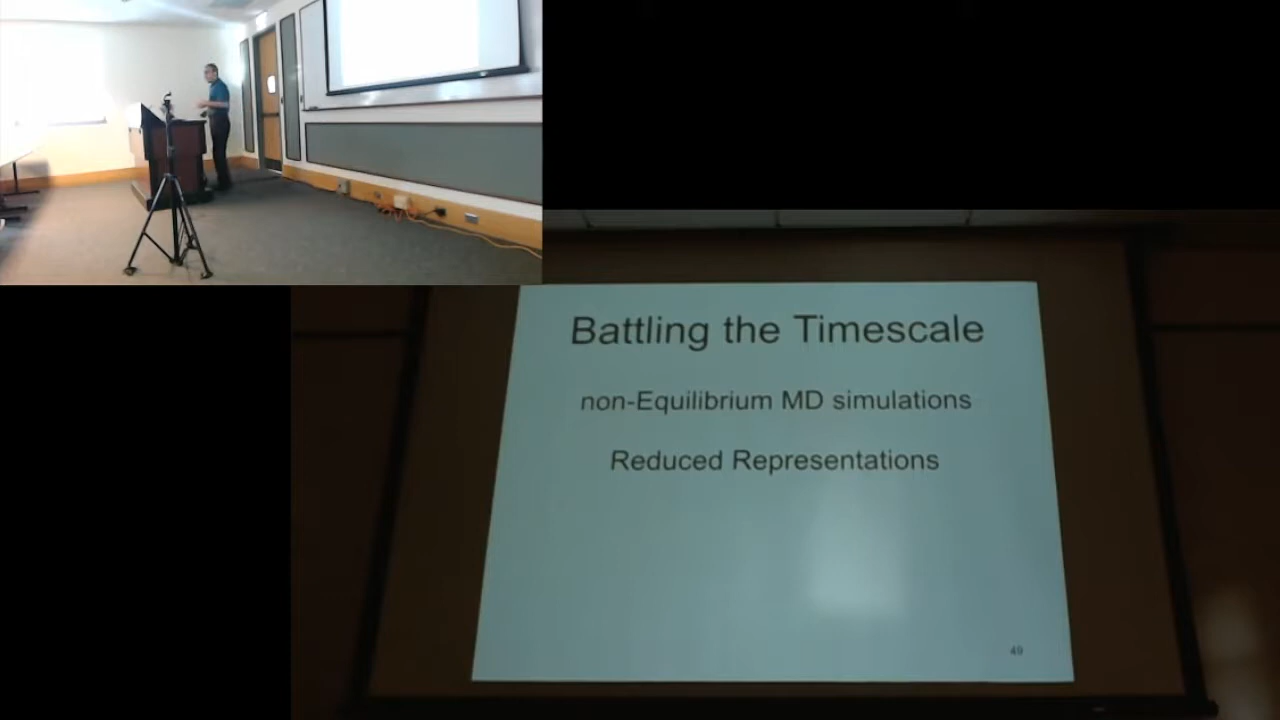 Battling the Timescale
non-Equilibrium MD simulations
Reduced Representations
49